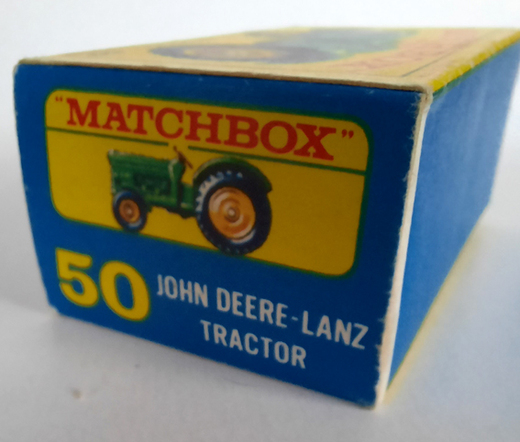 "MATCHBOX"
50 JOHN DEERE-LANZ
TRACTOR